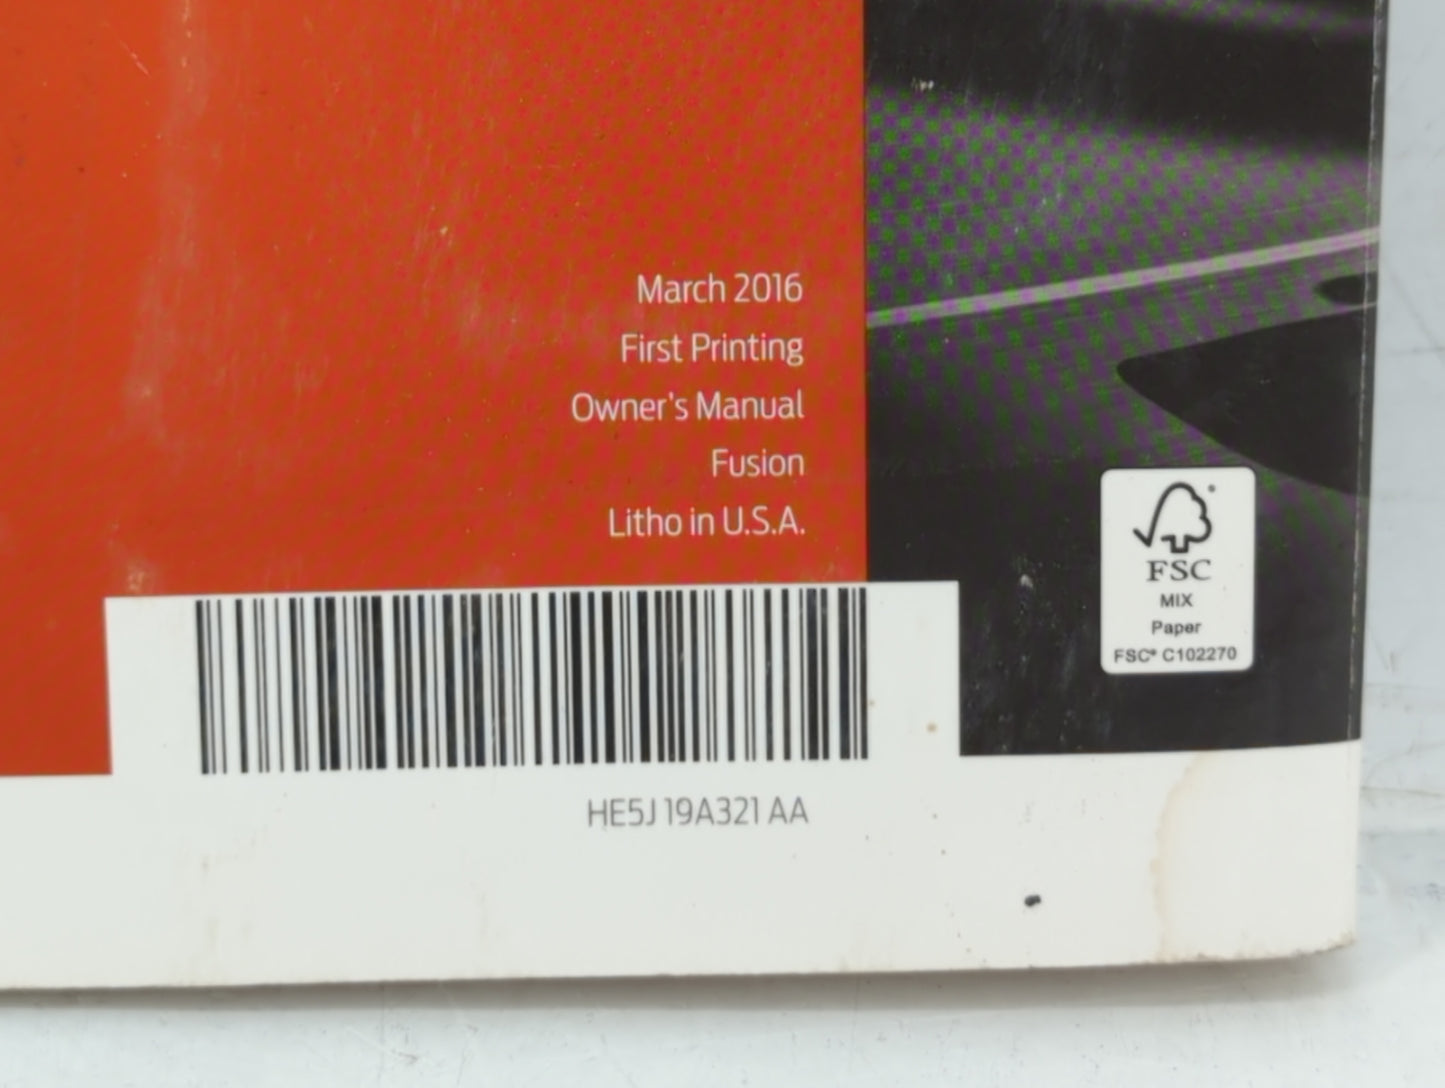 March 2016
First Printing
Owner's Manual
Fusion
Litho in U.S.A.
FSC
MIX
Paper
FSC® C102270
HE5J 19A321 AA